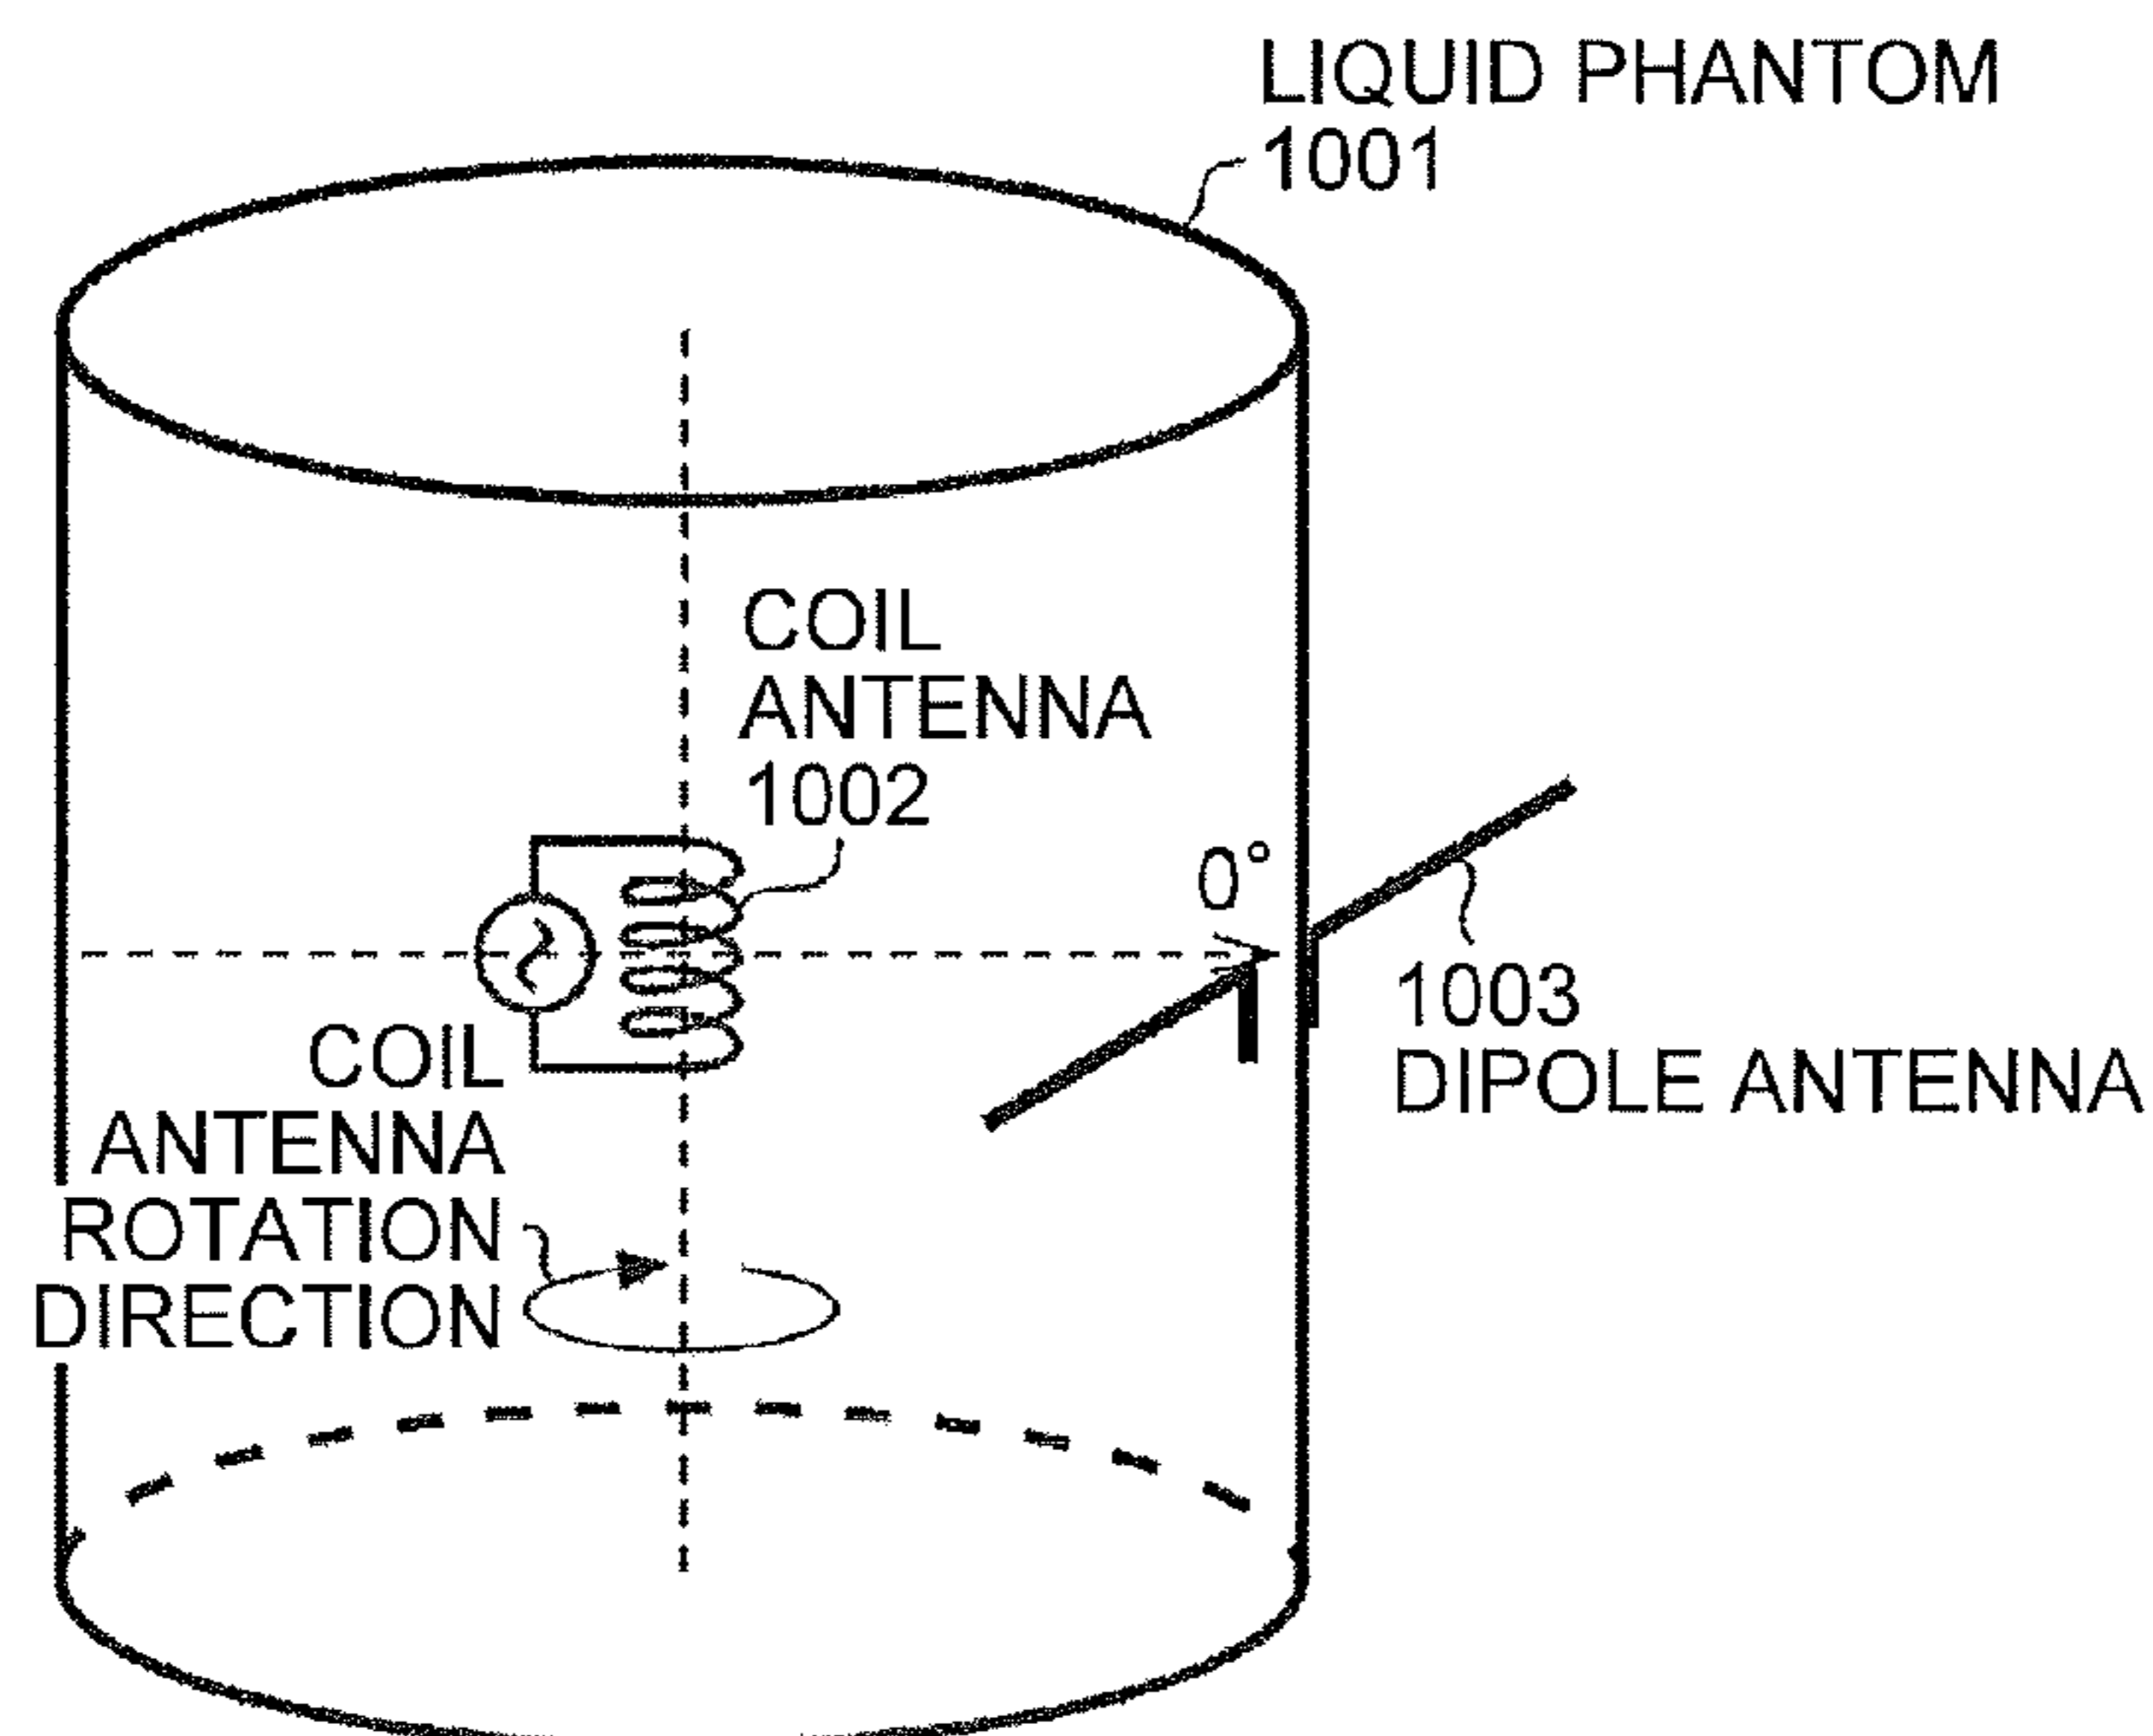 LIQUID PHANTOM
1001
COIL
ANTENNA
1002
0°
1003
DIPOLE ANTENNA
COIL
ANTENNA
ROTATION
DIRECTION